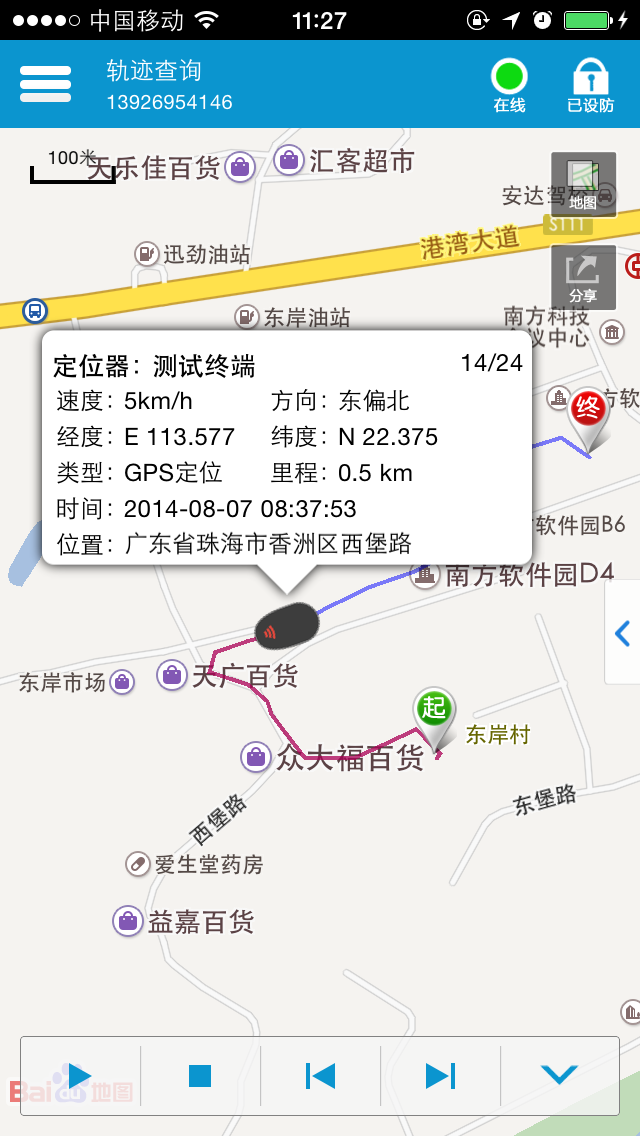 中国移动
11:27
轨迹查询
13926954146
在线
已设防
100米
天乐佳百货
汇客超市
安达驾
地图
S111
港湾大道
迅劲油站
分享
东岸油站
南方科技
议中心
定位器：测试终端
14/24
速度：5km/h
方向：东偏北
经度：E 113.577
纬度：N 22.375
类型：GPS定位
里程：0.5 km
时间：2014-08-07 08:37:53
位置：广东省珠海市香洲区西堡路
终
方软
软件园B6
南方软件园D4
东岸市场
天广百货
起
东岸村
众大福百货
东堡路
西堡路
爱生堂药房
益嘉百货
Bai du 地图